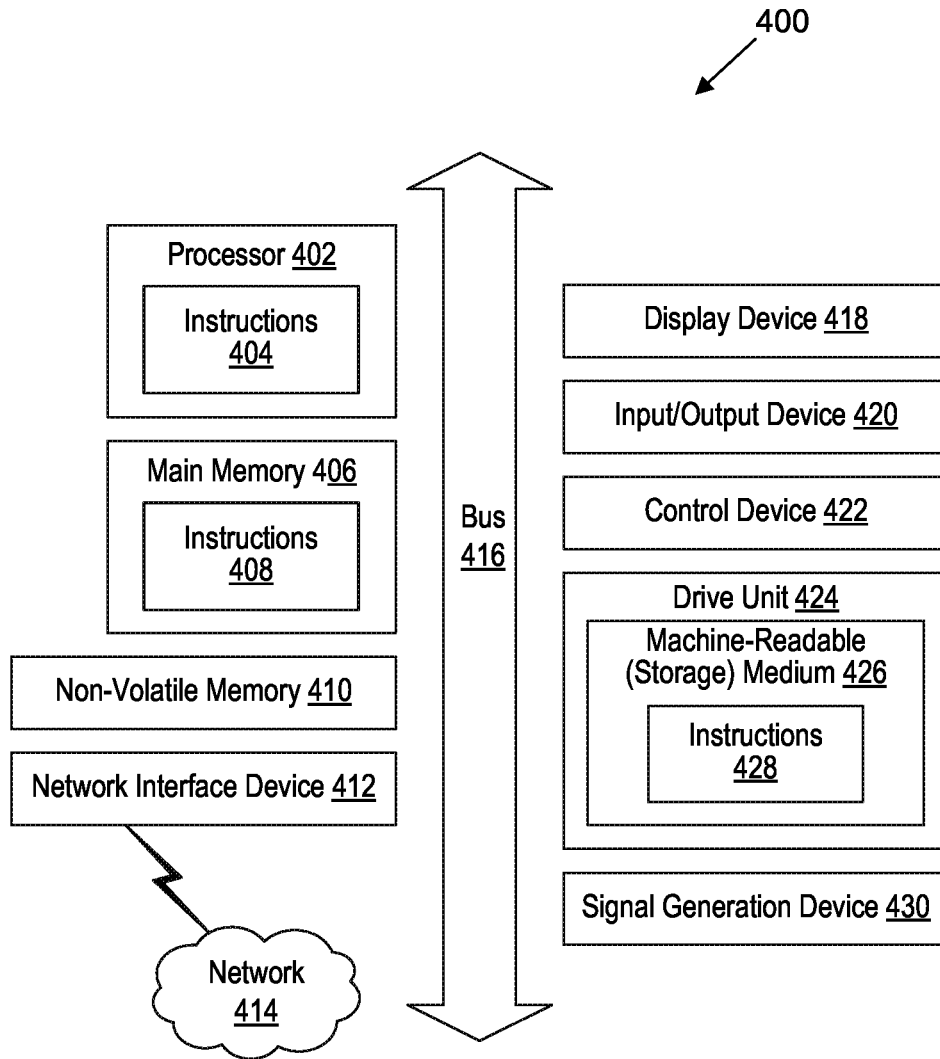 400
Processor 402
Instructions
404
Main Memory 406
Instructions
408
Non-Volatile Memory 410
Network Interface Device 412
Network
414
Bus
416
Display Device 418
Input/Output Device 420
Control Device 422
Drive Unit 424
Machine-Readable
(Storage) Medium 426
Instructions
428
Signal Generation Device 430